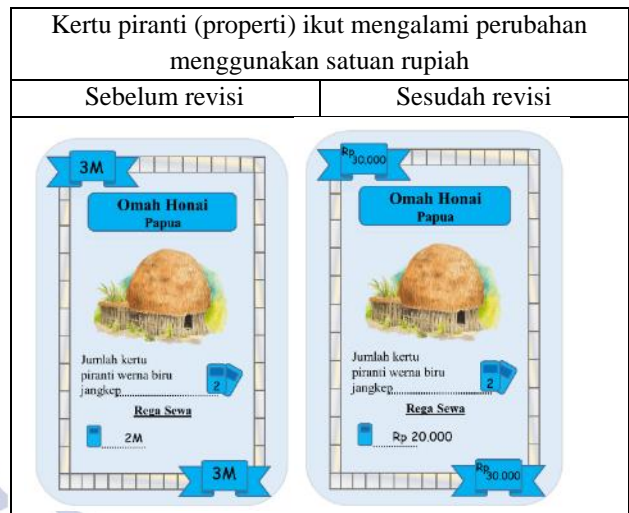 Kertu piranti (properti) ikut mengalami perubahan
menggunakan satuan rupiah
Sebelum revisi
Sesudah revisi
3M
Omah Honai
Papua
Jumlah kertu
piranti werna biru
jangkep
2
Rega Sewa
2M
3M
Rp30.000
Omah Honai
Papua
Jumlah kertu
piranti werna biru
jangkep
2
Rega Sewa
Rp 20.000
Rp30.000